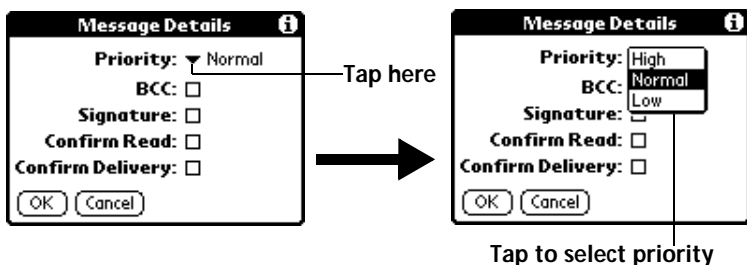 Message Details
Priority: Normal
BCC:
Signature:
Confirm Read:
Confirm Delivery:
OK Cancel
Tap here
Message Details
Priority: High
Normal
Low
BCC:
Signature:
Confirm Read:
Confirm Delivery:
OK Cancel
Tap to select priority